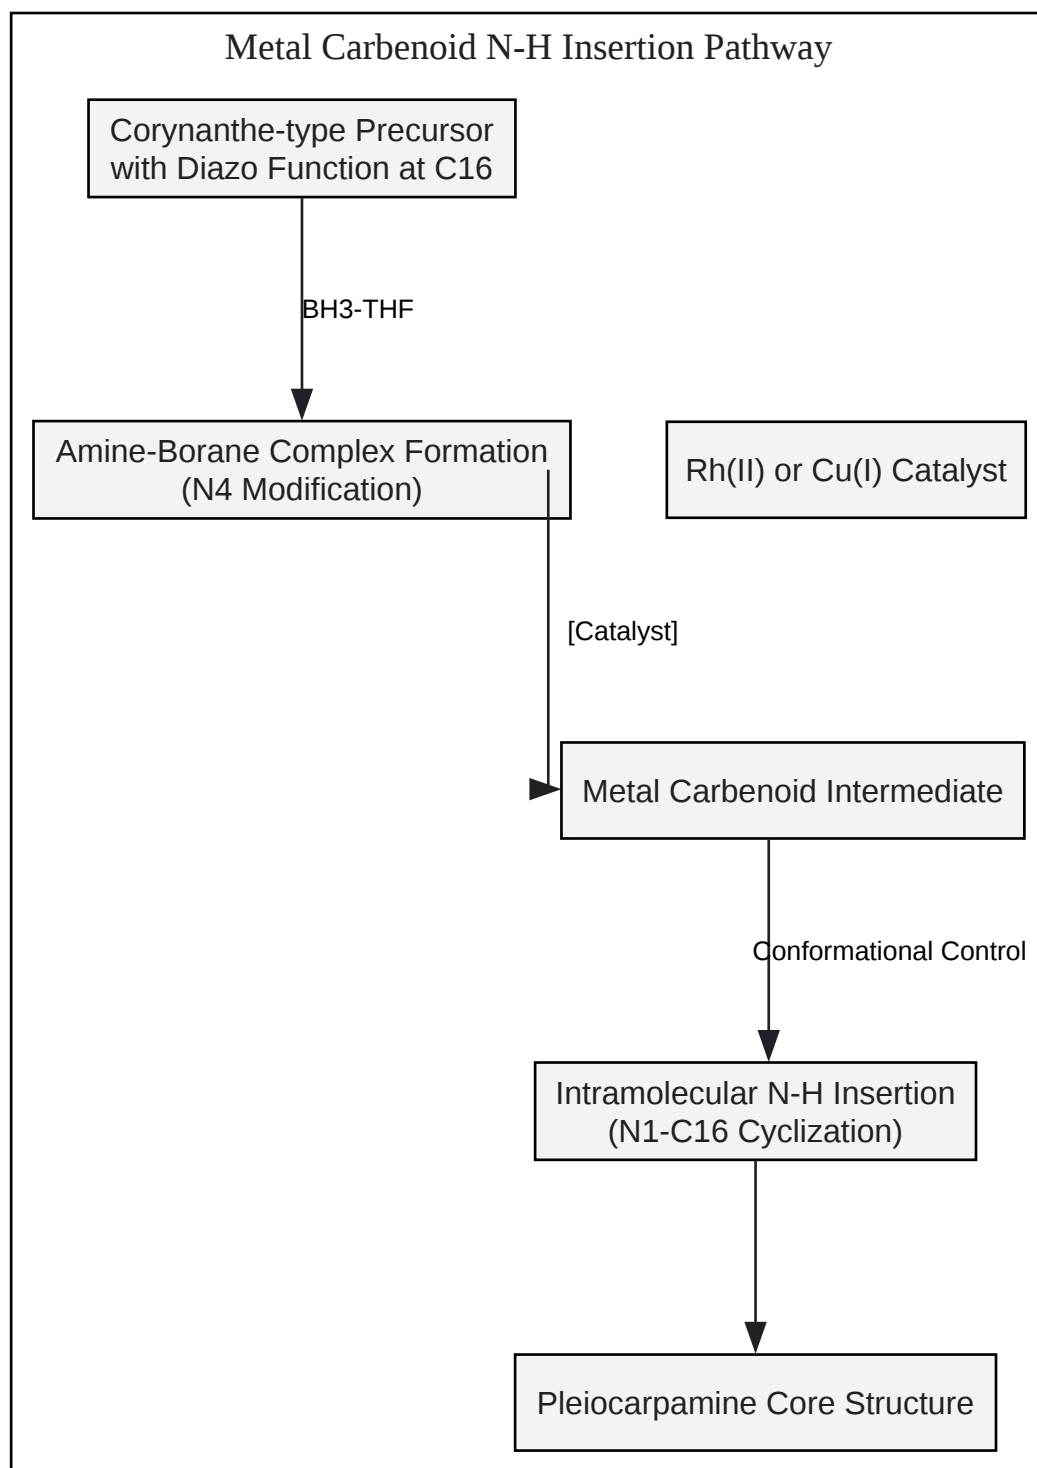 Metal Carbenoid N-H Insertion Pathway
Corynanthe-type Precursor
with Diazo Function at C16
BH3-THF
Amine-Borane Complex Formation
(N4 Modification)
Rh(II) or Cu(I) Catalyst
[Catalyst]
Metal Carbenoid Intermediate
Conformational Control
Intramolecular N-H Insertion
(N1-C16 Cyclization)
Pleiocarpamine Core Structure